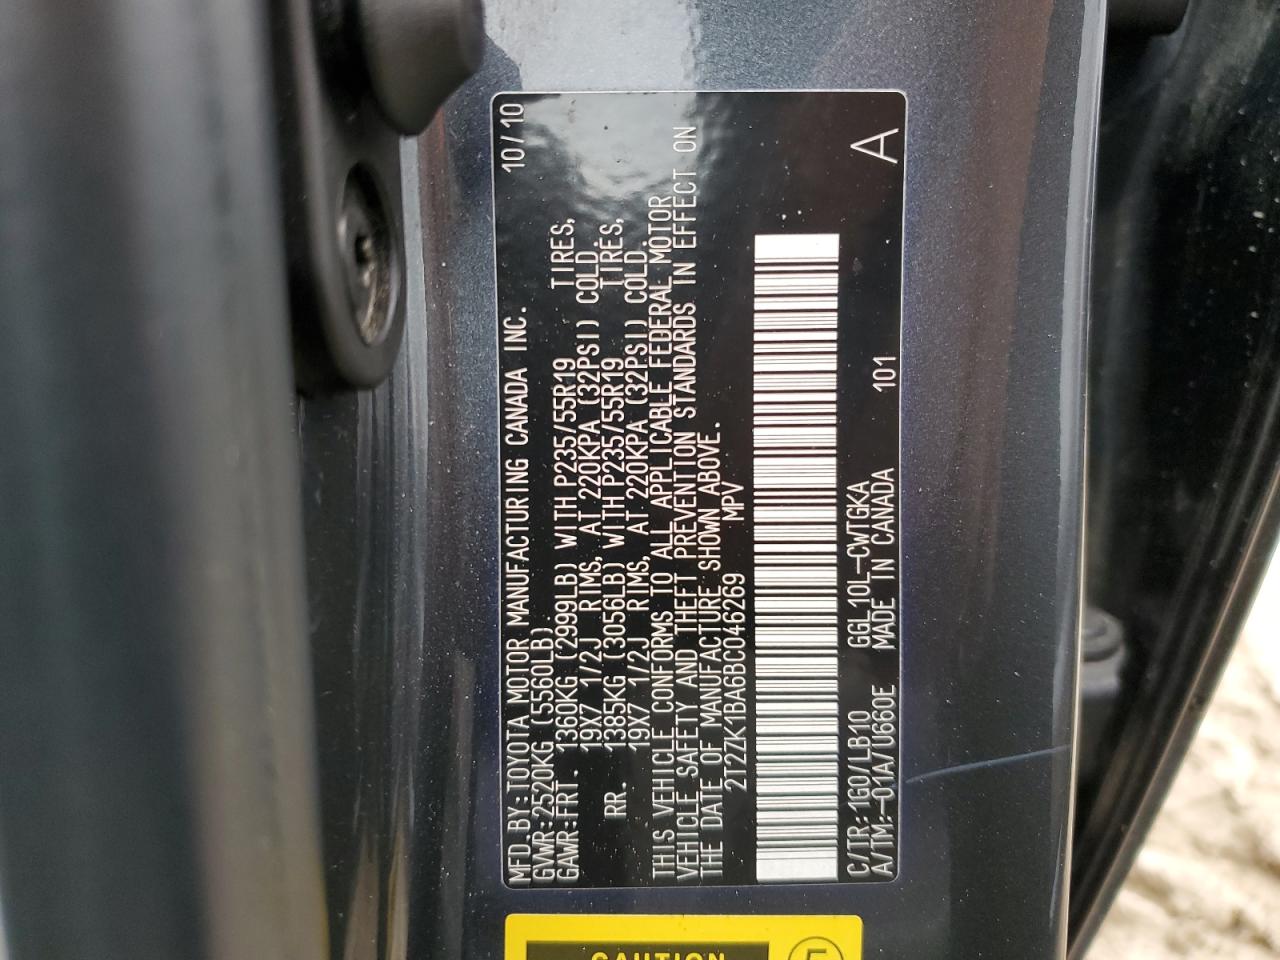 MFD.BY:TOYOTA MOTOR MANUFACTURING CANADA INC. 10/10
GVWR:2520KG (5560LB)
GAWR:FRT. 1360KG (2999LB) WITH P235/55R19 TIRES,
19X7 1/2J RIMS, AT 220KPA (32PSI) COLD.
RR. 1385KG (3056LB) WITH P235/55R19 TIRES,
19X7 1/2J RIMS, AT 220KPA (32PSI) COLD.
THIS VEHICLE CONFORMS TO ALL APPLICABLE FEDERAL MOTOR
VEHICLE SAFETY AND THEFT PREVENTION STANDARDS IN EFFECT ON
THE DATE OF MANUFACTURE SHOWN ABOVE.
2T2ZK1BA6BC046269 MPV
C/TR:1G0/LB10 GGL10L-CWTGKA A
A/TM:-01A/U660E MADE IN CANADA 101
CAUTION